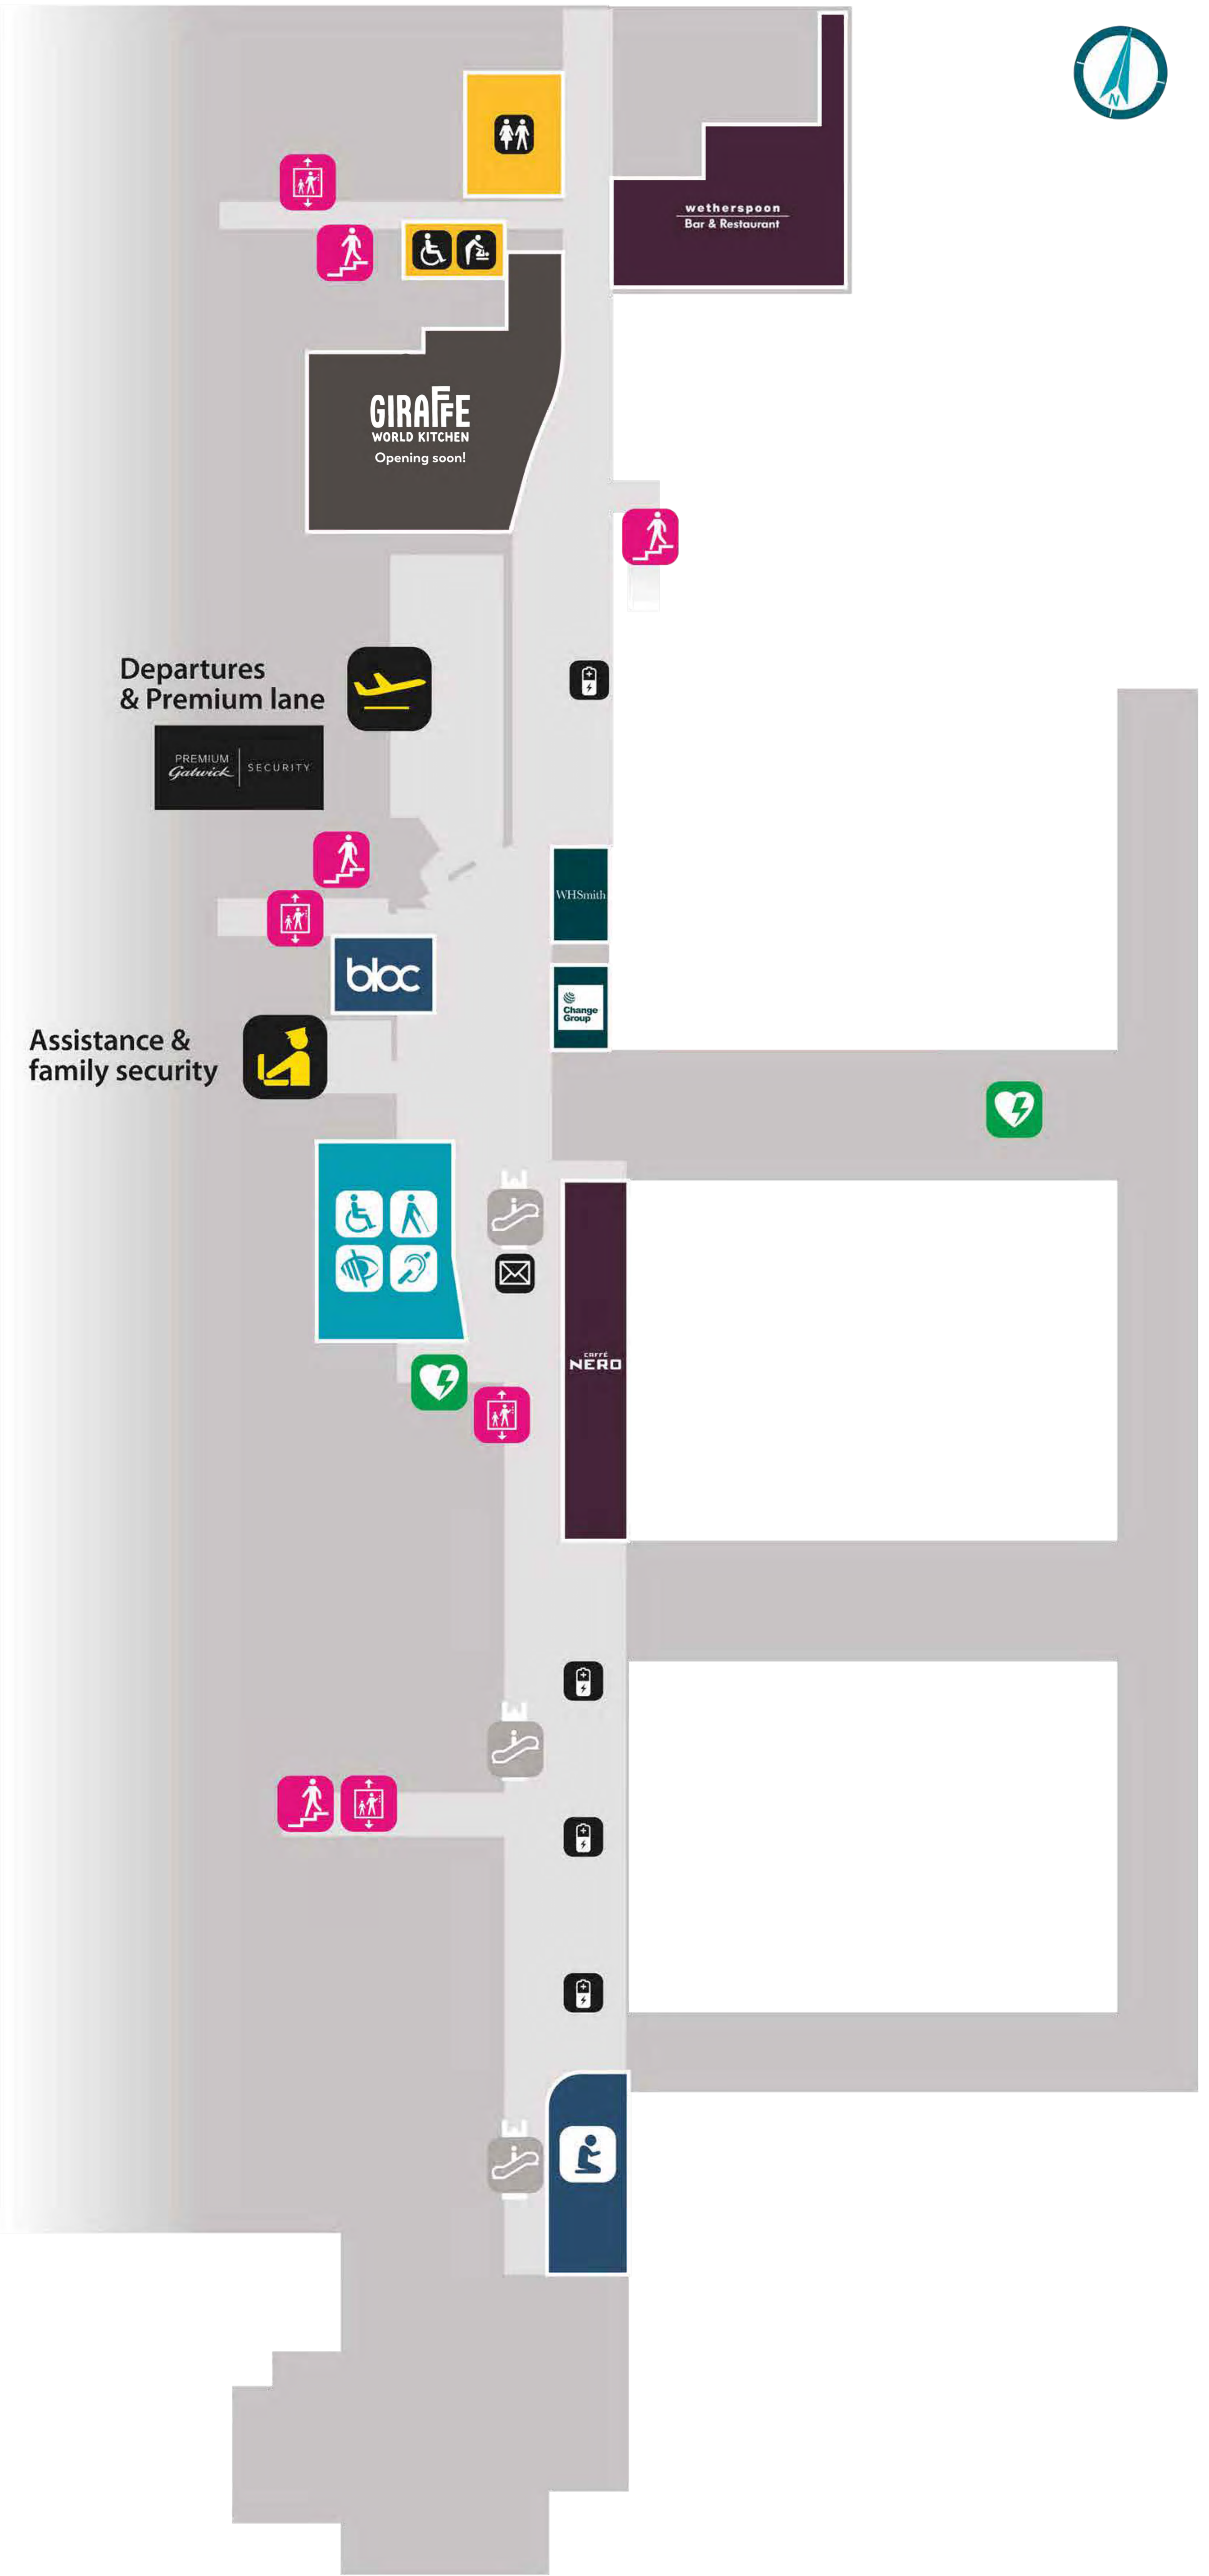 N
wetherspoon
Bar & Restaurant
GIRAFFE
WORLD KITCHEN
Opening soon!
Departures
& Premium lane
PREMIUM
Gatwick
SECURITY
WHSmith
bloc
Change
Group
Assistance &
family security
CAFFÈ
NERO